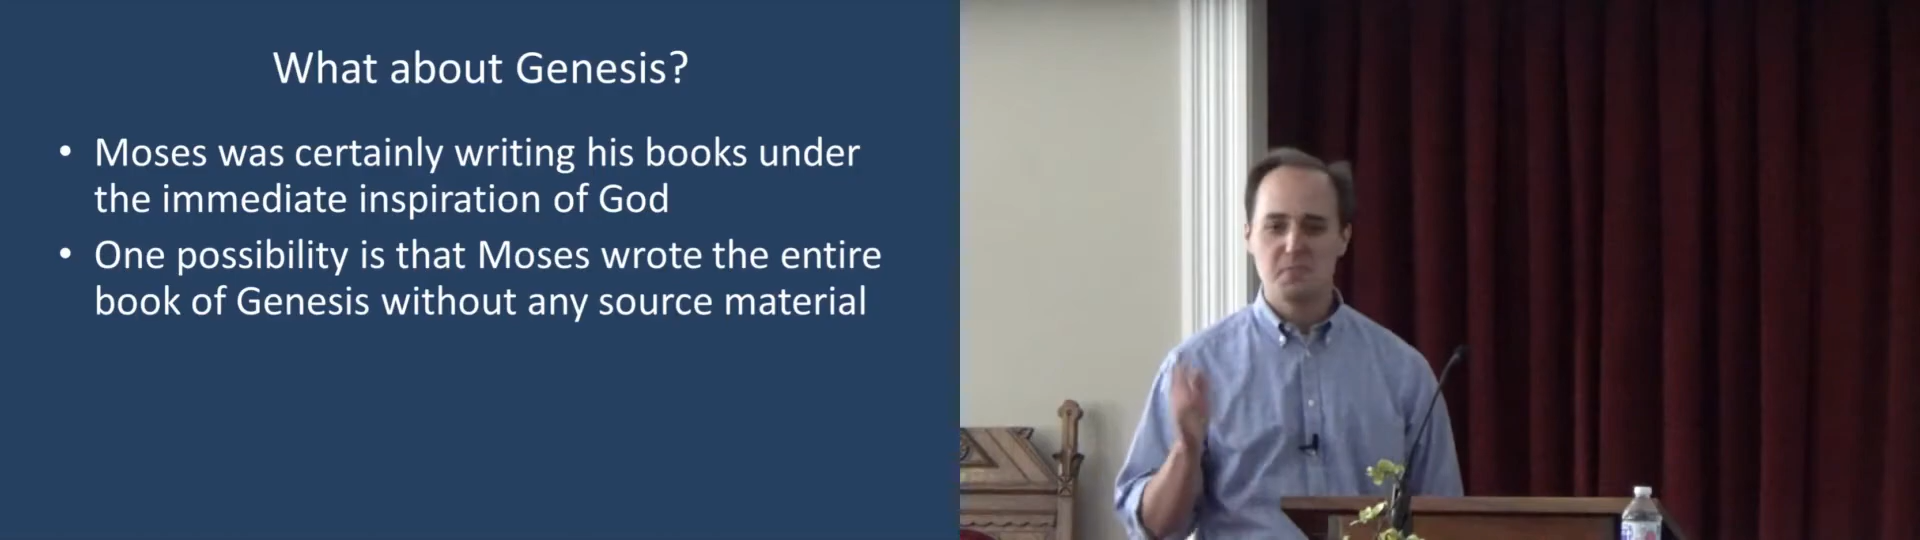 What about Genesis?
• Moses was certainly writing his books under
the immediate inspiration of God
• One possibility is that Moses wrote the entire
book of Genesis without any source material